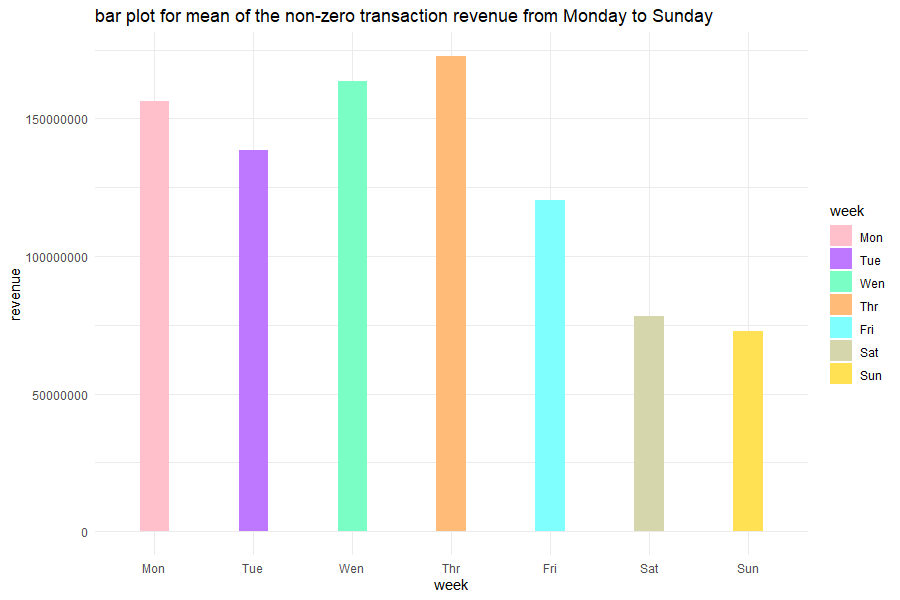 bar plot for mean of the non-zero transaction revenue from Monday to Sunday
150000000
100000000
50000000
0
revenue
Mon Tue Wen Thr Fri Sat Sun
week
week
Mon
Tue
Wen
Thr
Fri
Sat
Sun